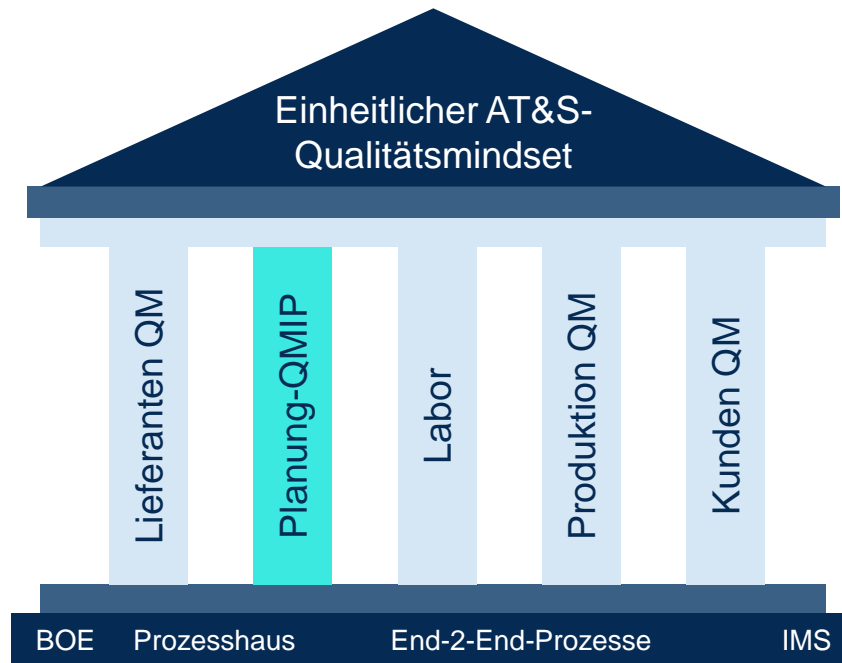 Einheitlicher AT&S-
Qualitätsmindset
Lieferanten QM
Planung-QMIP
Labor
Produktion QM
Kunden QM
BOE Prozesshaus End-2-End-Prozesse IMS